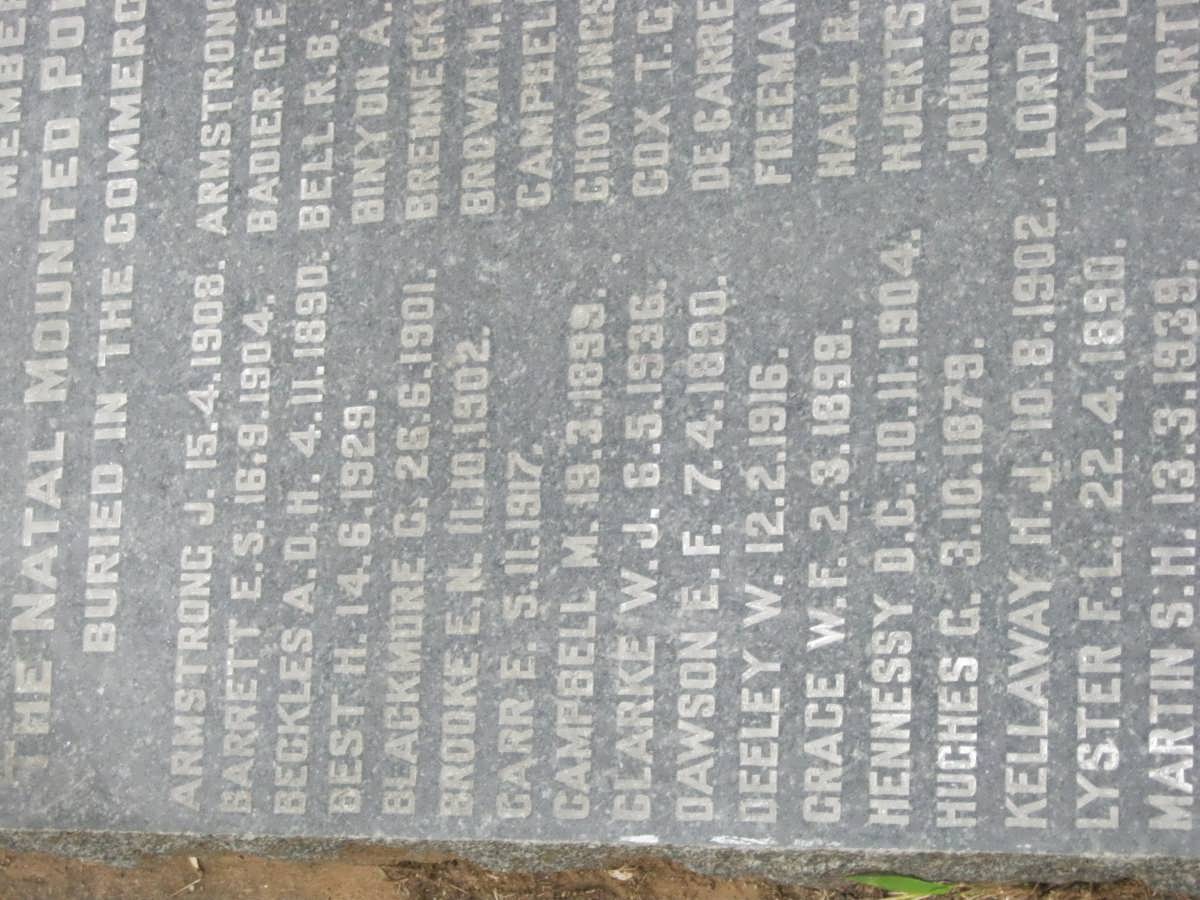 MEMBER
THE NATAL MOUNTED PO
BURIED IN THE COMMERC
ARMSTRONG J. 15.4.1908. ARMSTRONG
BARRETT E.S. 16.9.1904. BADIER G.E.
BECKLES A.D.H. 4.11.1890. BELL R.B.
BEST H. 14.6.1929. BINYON A.
BLACKMORE C. 26.6.1901. BRENNECK
BROOKE E.N. 11.10.1902. BROWN H.
CARR E. S.11.1917. CAMPBEL
CAMPBELL M. 19.3.1899. CHOWNGS
CLARKE W.J. 6.5.1936. COX T.G
DAWSON E.F. 7.4.1890. DE CARRE
DEELEY W. 12.2.1916. FREEMAN
GRACE W.F. 2.3.1899. HALL R.
HENNESSY D.C. 10.11.1904. HJERTS
HUGHES G. 3.10.1879. JOHNSO
KELLAWAY H.J. 10.8.1902. LORD A
LYSTER F.L. 22.4.1890. LYTTL
MARTIN S.H. 13.3.1939. MARTI